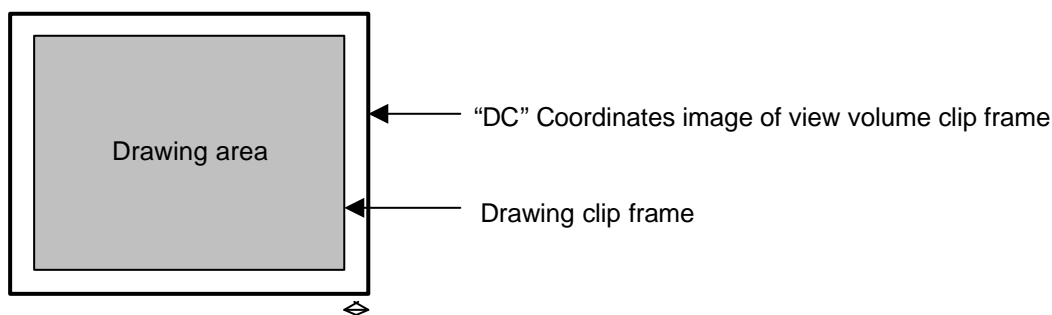 “DC” Coordinates image of view volume clip frame
Drawing area
Drawing clip frame